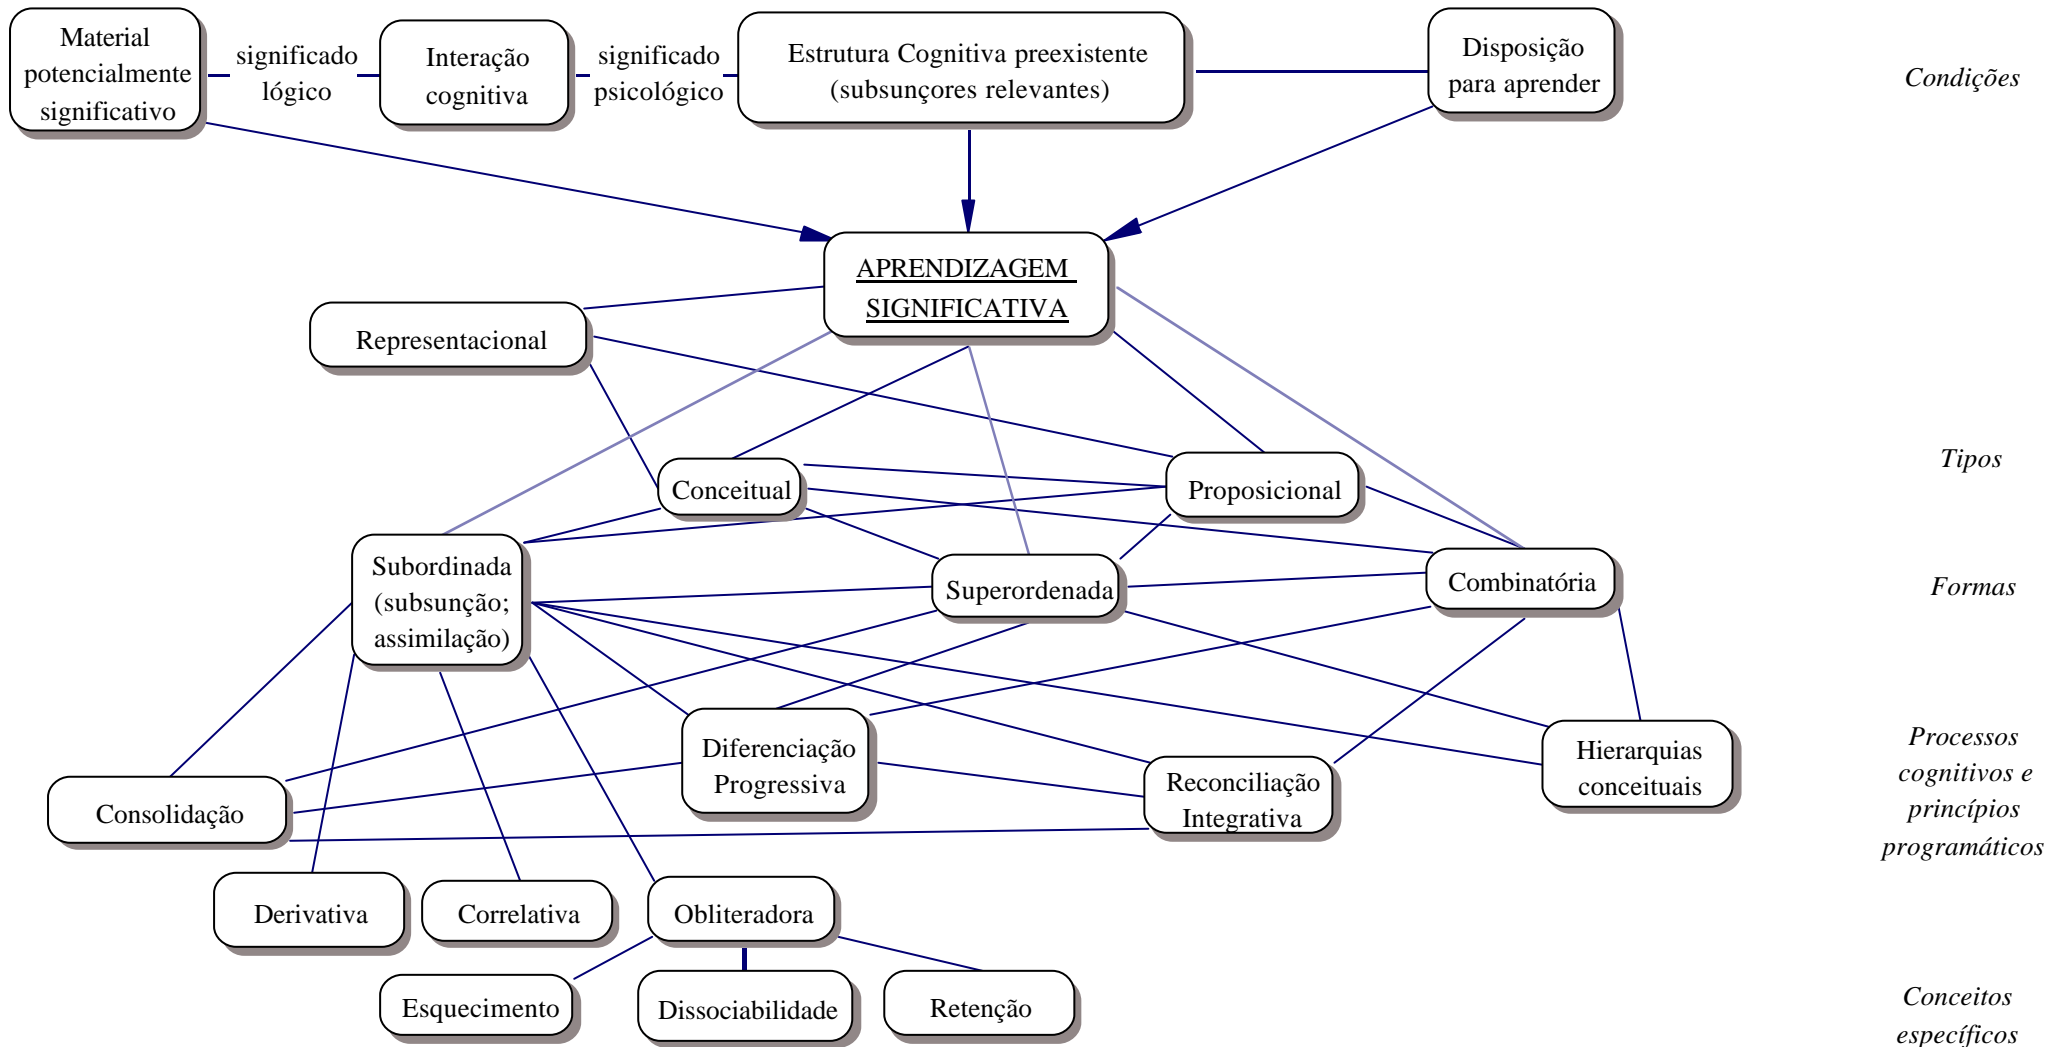 Material
potencialmente
significativo
significado
lógico
Interação
cognitiva
significado
psicológico
Estrutura Cognitiva preexistente
(subsunçores relevantes)
Disposição
para aprender
Condições
APRENDIZAGEM
SIGNIFICATIVA
Representacional
Conceitual
Proposicional
Tipos
Subordinada
(subsunção;
assimilação)
Superordenada
Combinatória
Formas
Consolidação
Diferenciação
Progressiva
Reconciliação
Integrativa
Hierarquias
conceituais
Processos
cognitivos e
princípios
programáticos
Derivativa
Correlativa
Obliteradora
Esquecimento
Dissociabilidade
Retenção
Conceitos
específicos